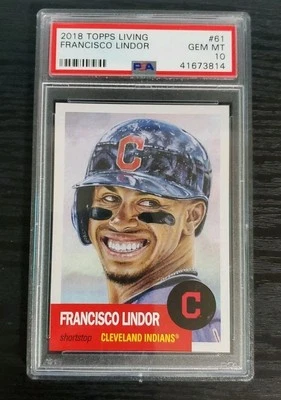 2018 TOPPS LIVING #61
FRANCISCO LINDOR GEM MT
10
PSA 41673814
C
C
FRANCISCO LINDOR
shortstop CLEVELAND INDIANS®